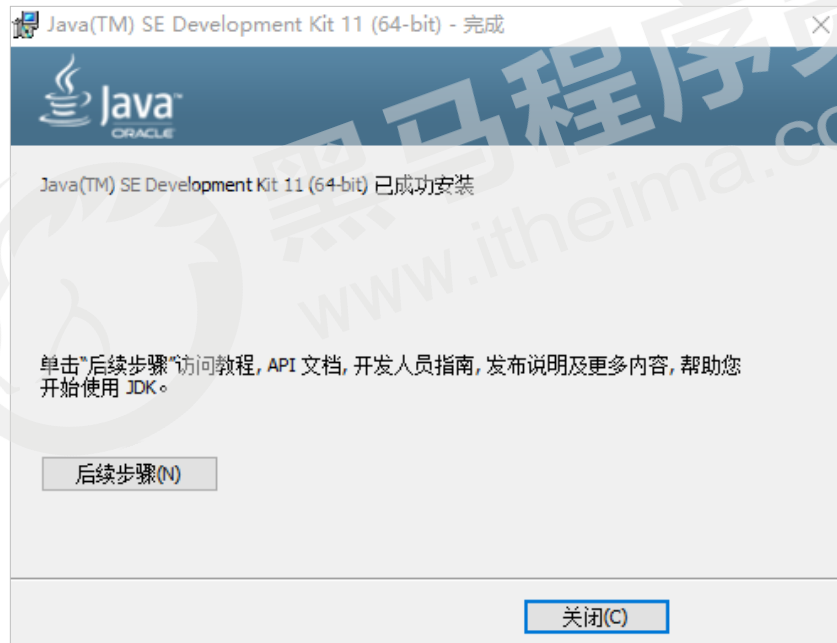 Java(TM) SE Development Kit 11 (64-bit) - 完成
Java™
ORACLE
Java(TM) SE Development Kit 11 (64-bit) 已成功安装
黑马程序员
www.itheima.co
单击“后续步骤”访问教程, API 文档, 开发人员指南, 发布说明及更多内容, 帮助您
开始使用 JDK。
后续步骤(N)
关闭(C)